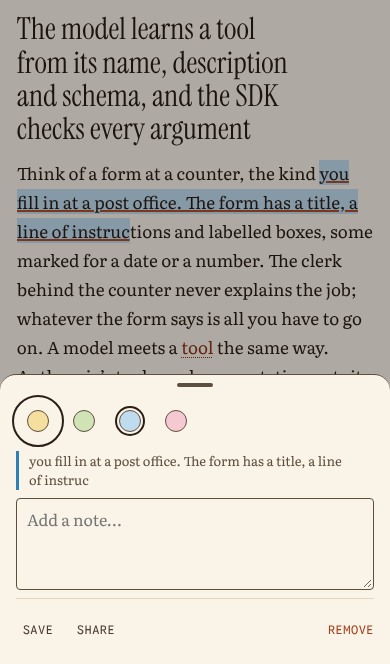 The model learns a tool
from its name, description
and schema, and the SDK
checks every argument
Think of a form at a counter, the kind you
fill in at a post office. The form has a title, a
line of instructions and labelled boxes, some
marked for a date or a number. The clerk
behind the counter never explains the job;
whatever the form says is all you have to go
on. A model meets a tool the same way.
you fill in at a post office. The form has a title, a line
of instruc
Add a note…
SAVE SHARE REMOVE